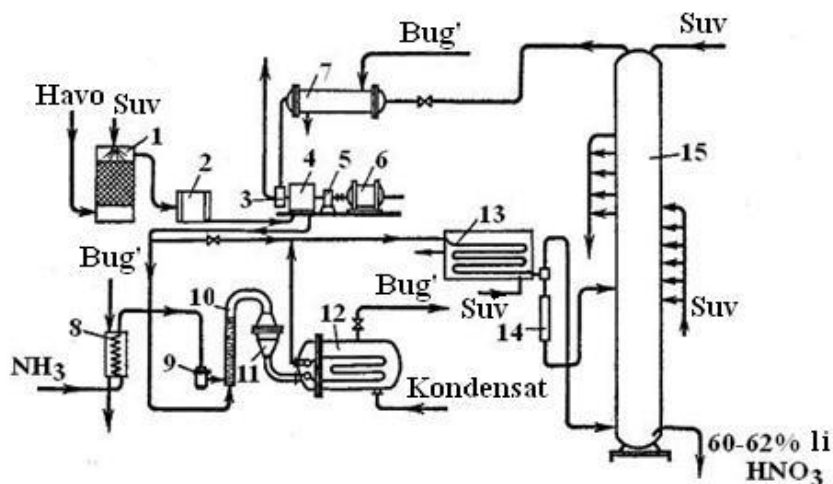 Bug'
Suv
Havo
Suv
1
2
3
4
5
6
7
15
13
Bug'
8
10
12
Bug'
Suv
14
Suv
NH3
9
11
Kondensat
60-62% li
HNO3